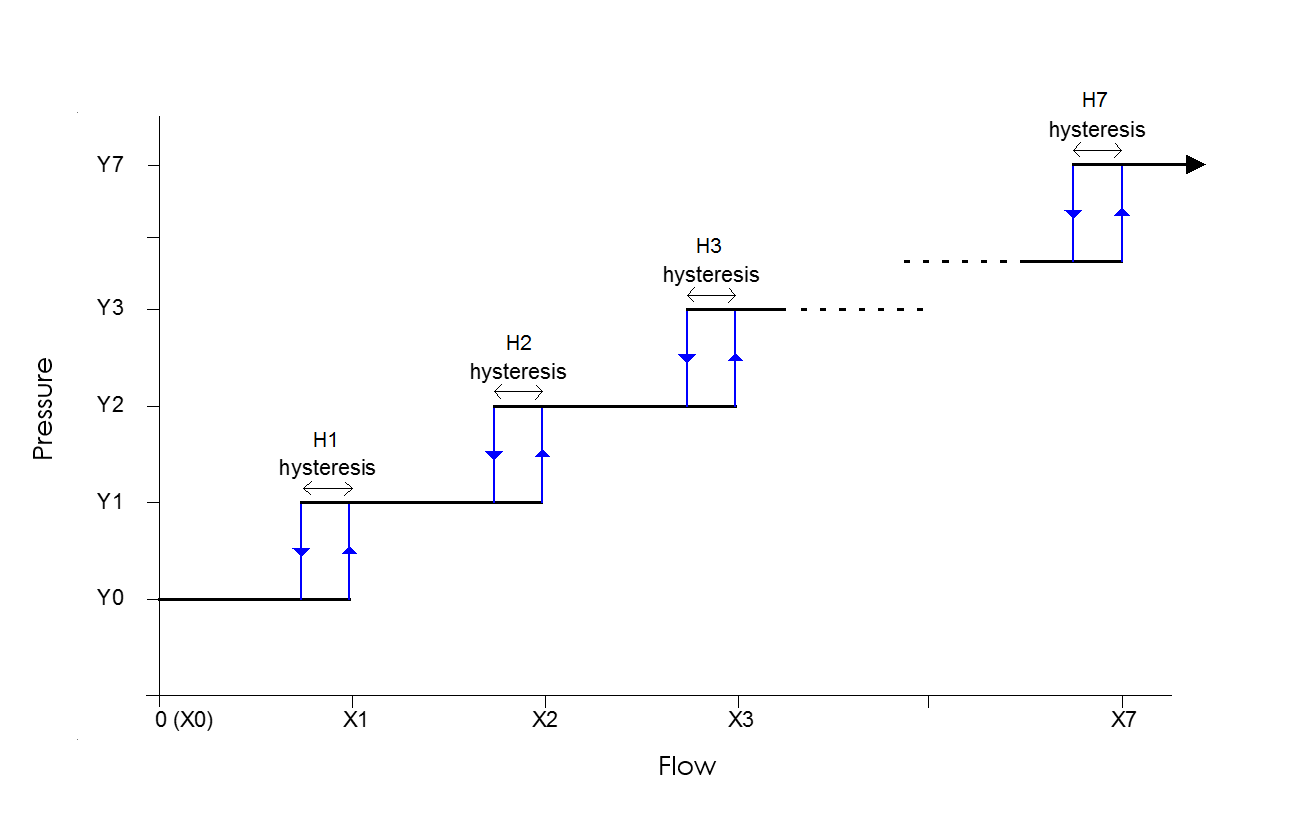 H7
hysteresis
Y7
H3
hysteresis
Y3
H2
hysteresis
Y2
H1
hysteresis
Y1
Y0
Pressure
0 (X0) X1 X2 X3 X7
Flow